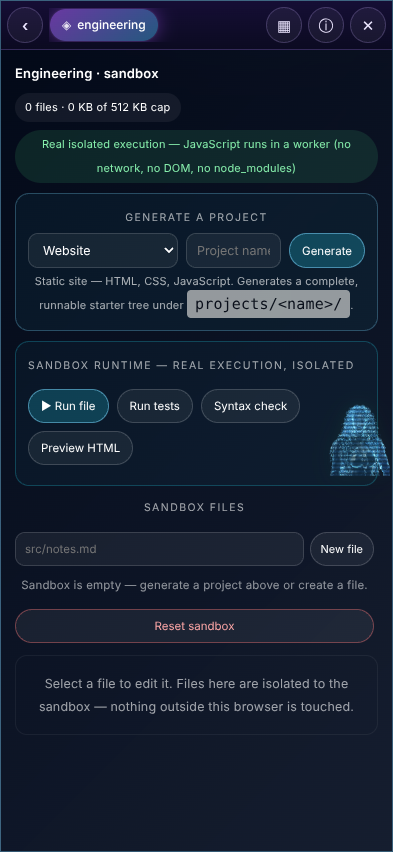 engineering
Engineering · sandbox
0 files · 0 KB of 512 KB cap
Real isolated execution — JavaScript runs in a worker (no
network, no DOM, no node_modules)
GENERATE A PROJECT
Website
Project name
Generate
Static site — HTML, CSS, JavaScript. Generates a complete,
runnable starter tree under projects/<name>/ .
SANDBOX RUNTIME — REAL EXECUTION, ISOLATED
▶ Run file
Run tests
Syntax check
Preview HTML
SANDBOX FILES
src/notes.md
New file
Sandbox is empty — generate a project above or create a file.
Reset sandbox
Select a file to edit it. Files here are isolated to the
sandbox — nothing outside this browser is touched.